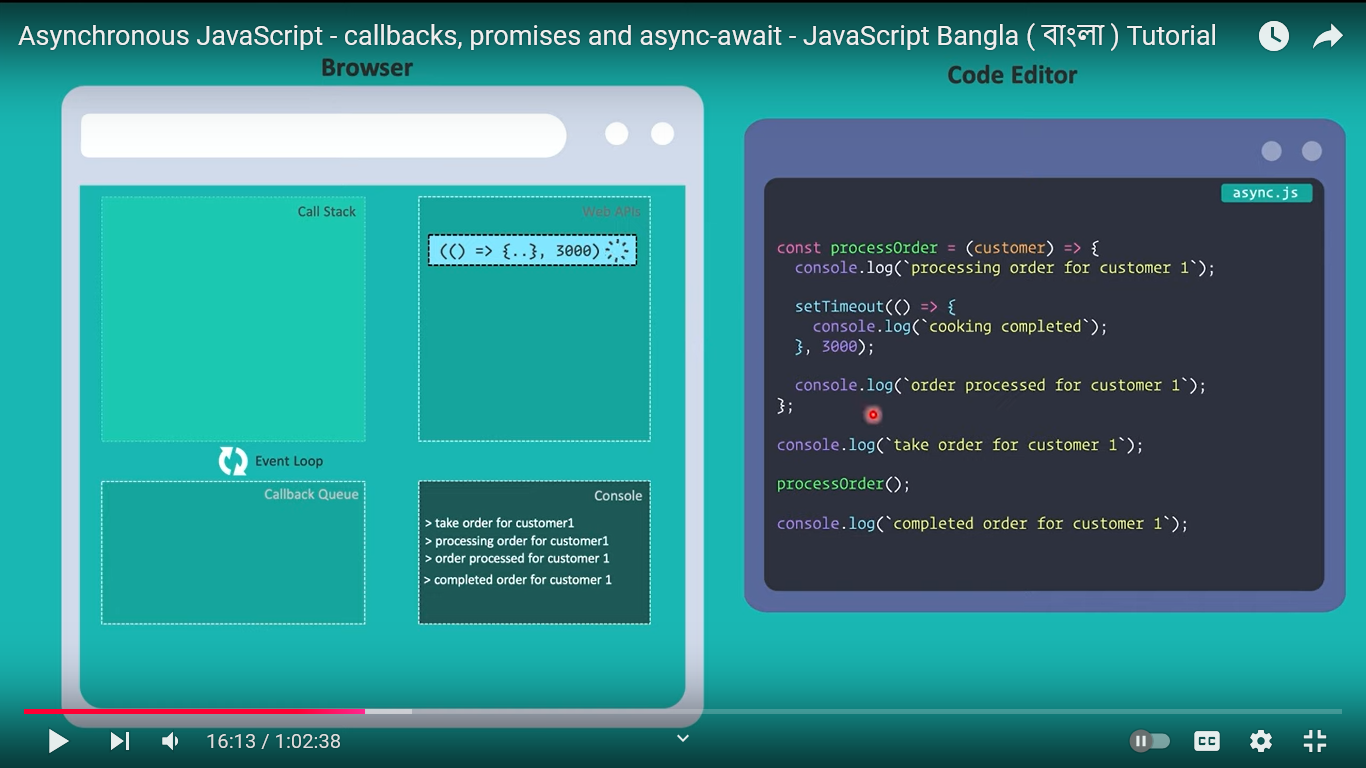 Asynchronous JavaScript - callbacks, promises and async-await - JavaScript Bangla ( বাংলা ) Tutorial
Browser
Call Stack
Web APIs
(() => {..}, 3000)
Event Loop
Callback Queue
Console
> take order for customer1
> processing order for customer1
> order processed for customer 1
> completed order for customer 1
Code Editor
async.js
const processOrder = (customer) => {
console.log(`processing order for customer 1`);
setTimeout(() => {
console.log(`cooking completed`);
}, 3000);
console.log(`order processed for customer 1`);
};
console.log(`take order for customer 1`);
processOrder();
console.log(`completed order for customer 1`);
16:13 / 1:02:38
CC